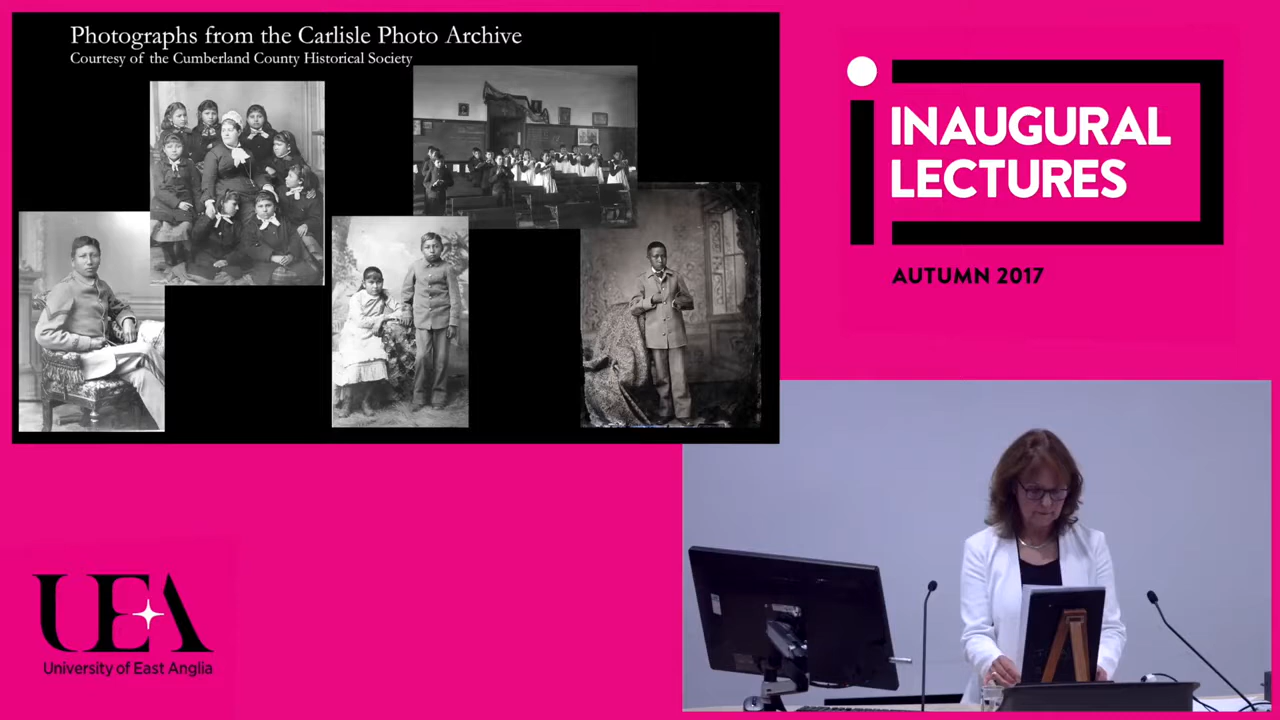 Photographs from the Carlisle Photo Archive
Courtesy of the Cumberland County Historical Society
INAUGURAL
LECTURES
AUTUMN 2017
UEA
University of East Anglia